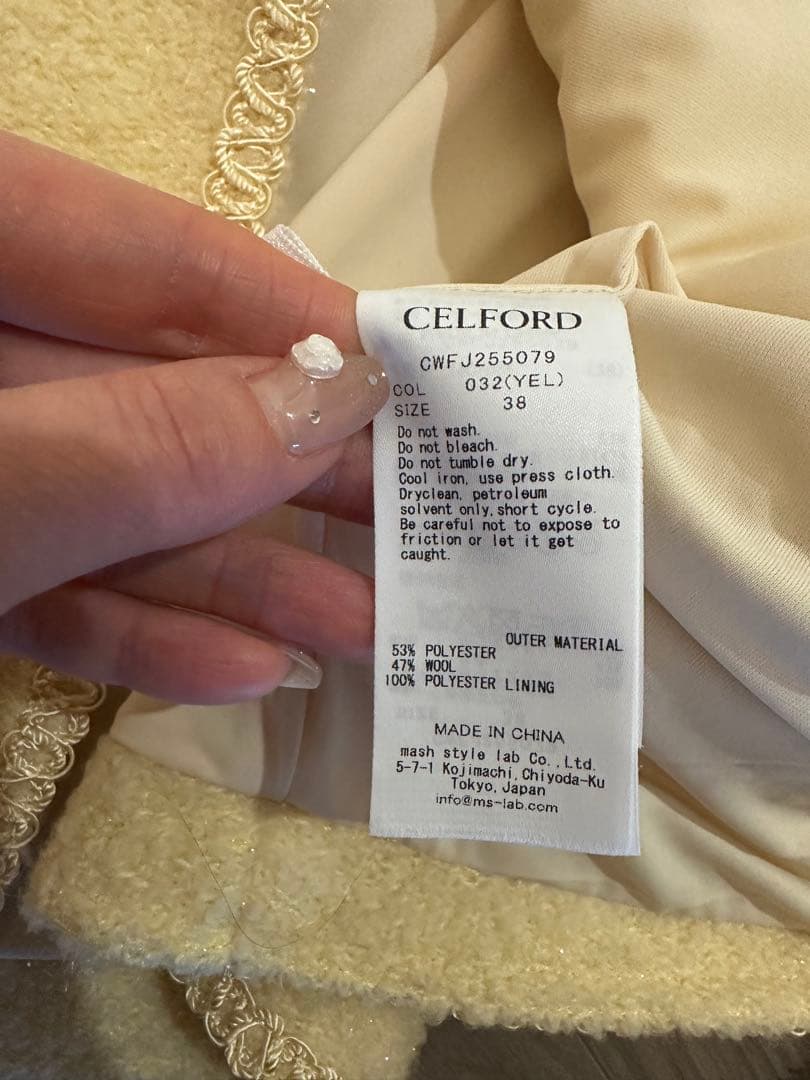 CELFORD
CWFJ255079
COL 032(YEL)
SIZE 38
Do not wash.
Do not bleach.
Do not tumble dry.
Cool iron, use press cloth.
Dryclean, petroleum
solvent only, short cycle.
Be careful not to expose to
friction or let it get
caught.
OUTER MATERIAL
53% POLYESTER
47% WOOL
100% POLYESTER LINING
MADE IN CHINA
mash style lab Co.,Ltd.
5-7-1 Kojimachi,Chiyoda-Ku
Tokyo, Japan
info@ms-lab.com